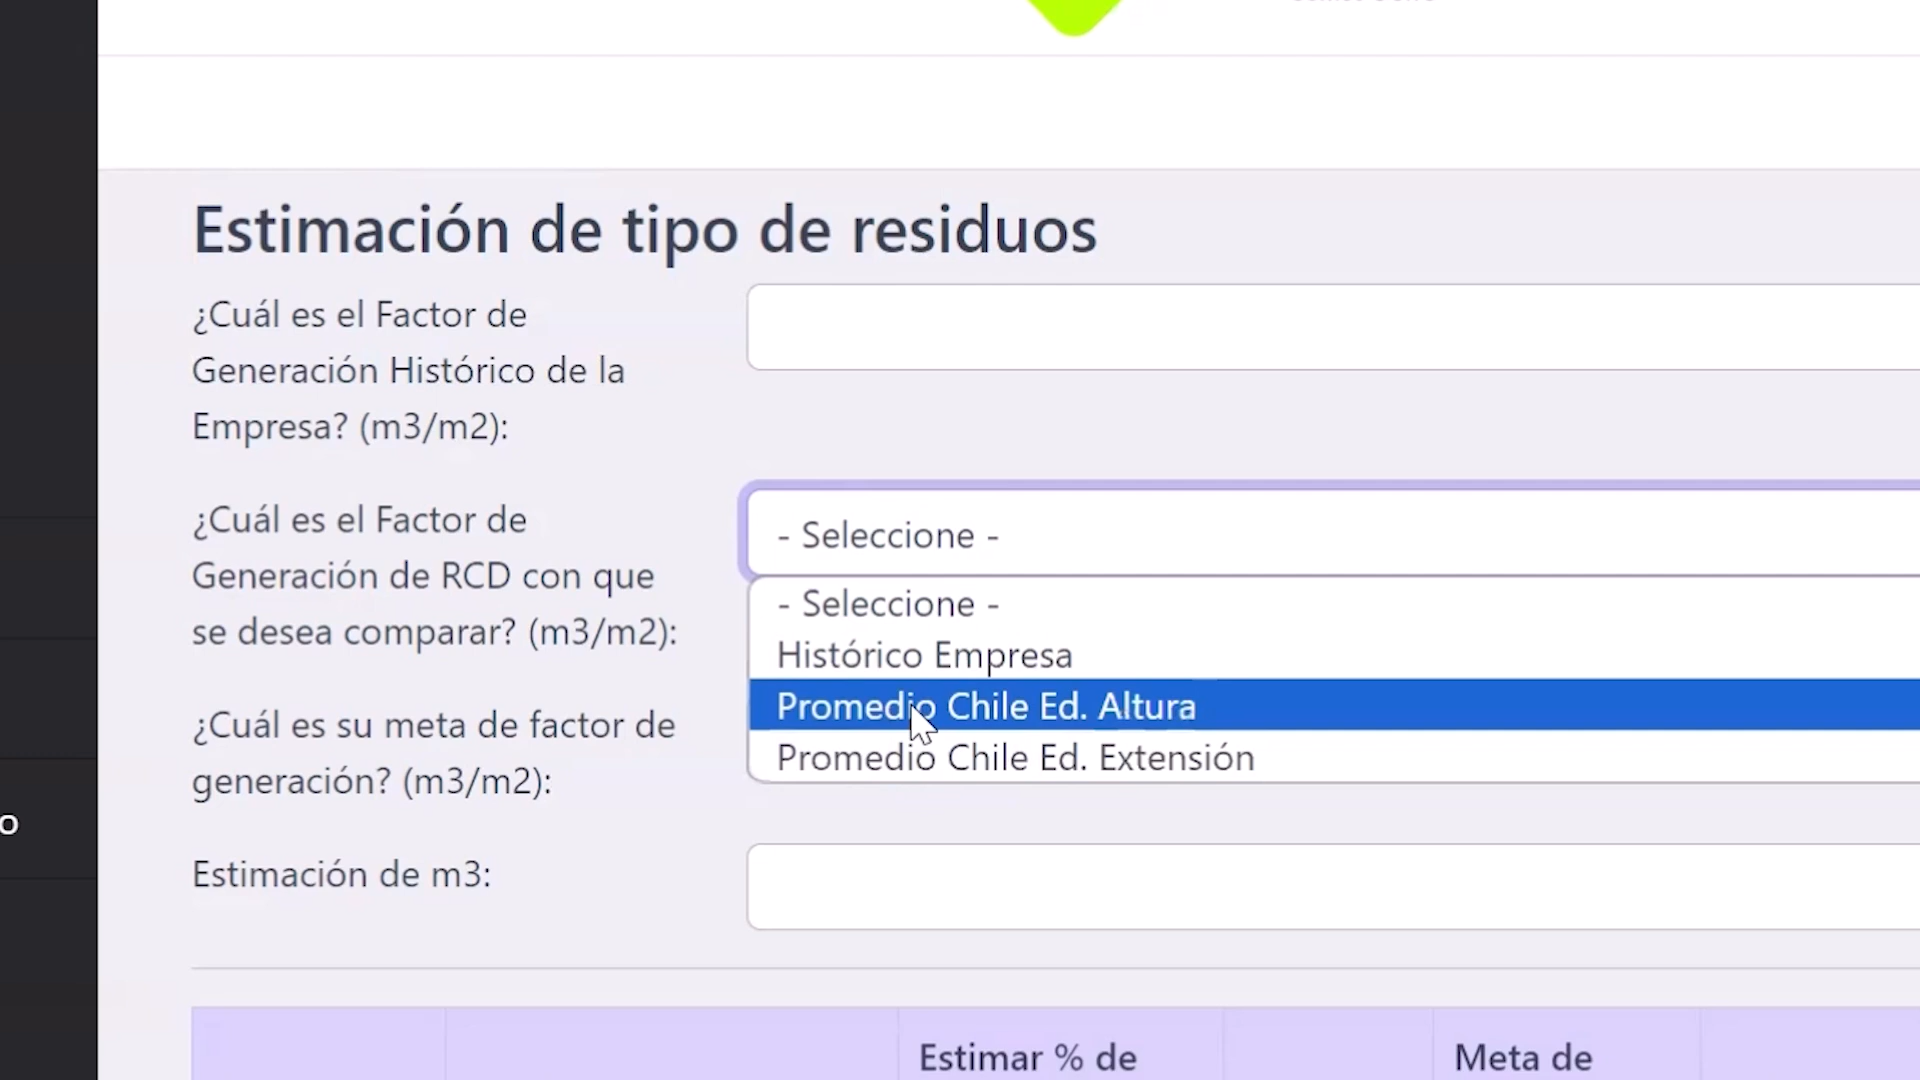 Estimación de tipo de residuos
¿Cuál es el Factor de
Generación Histórico de la
Empresa? (m3/m2):
¿Cuál es el Factor de
Generación de RCD con que
se desea comparar? (m3/m2):
- Seleccione -
- Seleccione -
Histórico Empresa
Promedio Chile Ed. Altura
Promedio Chile Ed. Extensión
¿Cuál es su meta de factor de
generación? (m3/m2):
o
Estimación de m3:
Estimar % de
Meta de